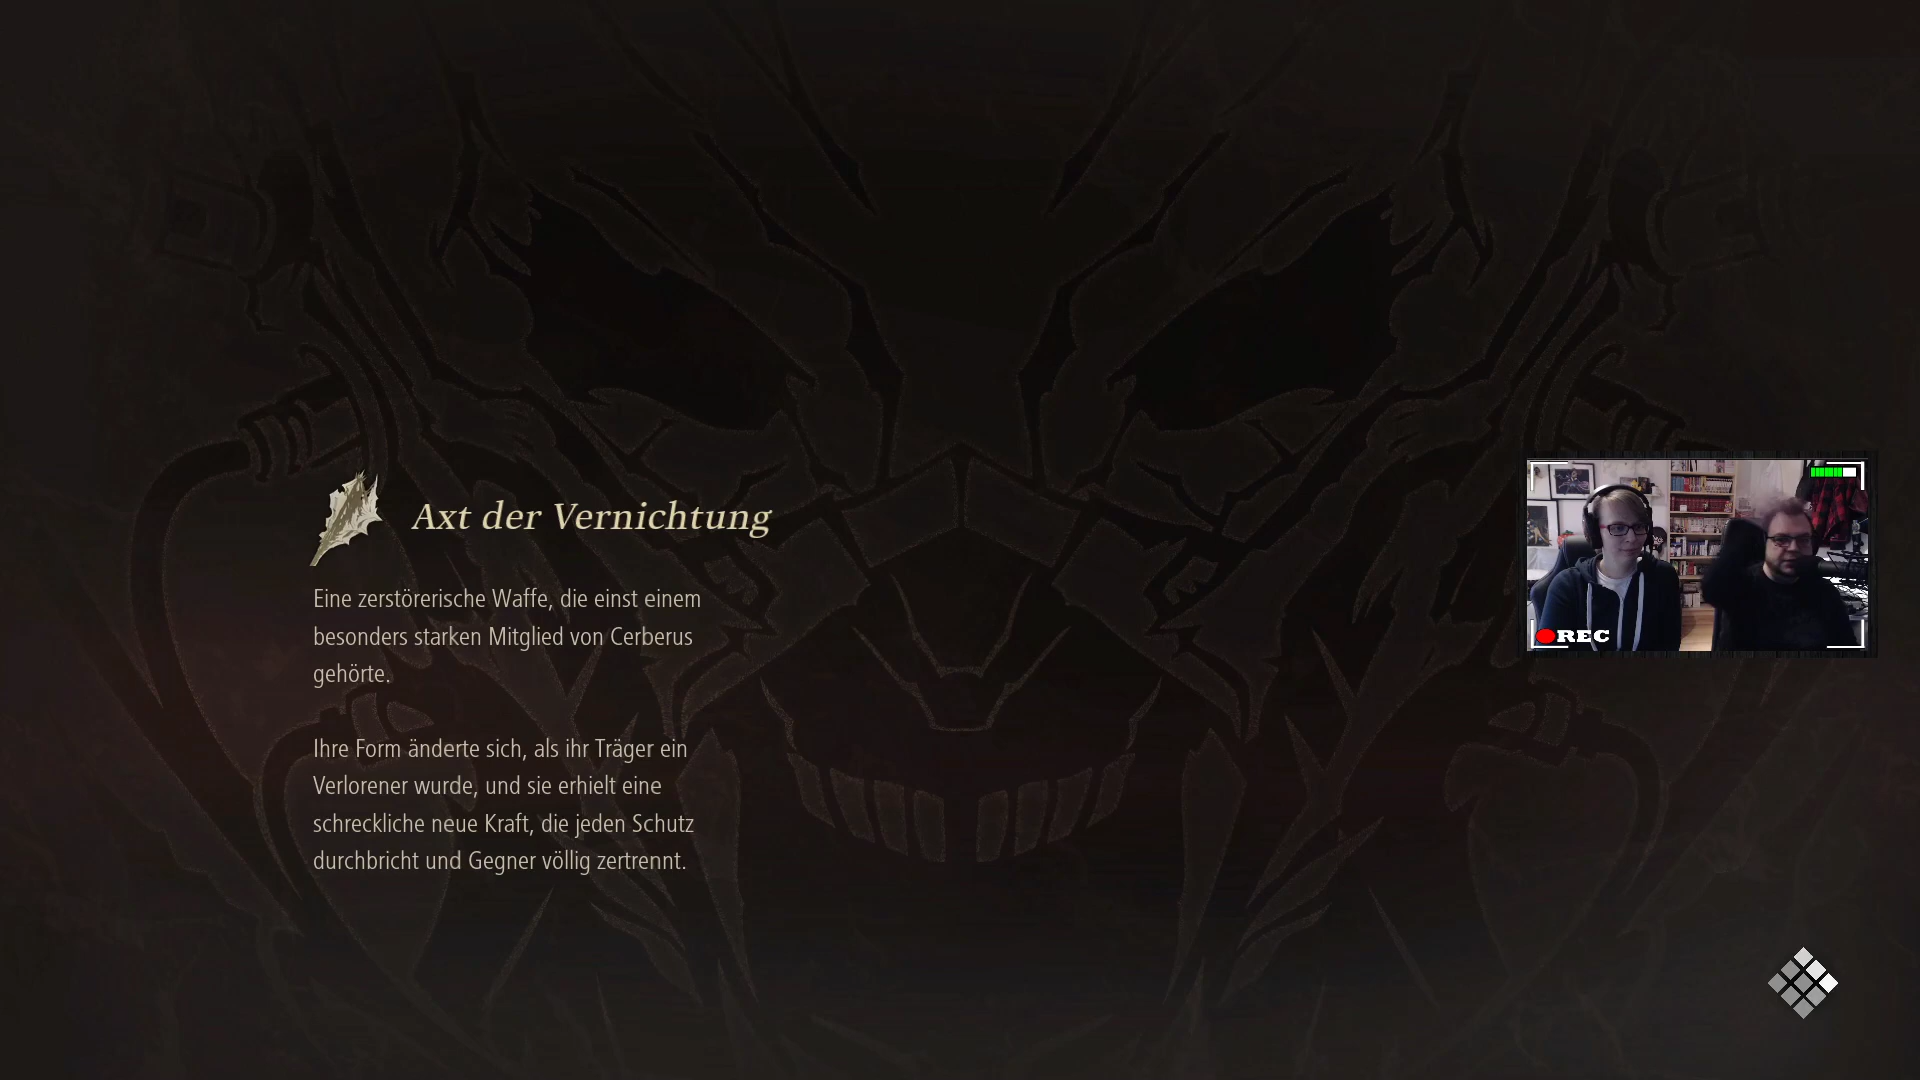 Axt der Vernichtung
Eine zerstörerische Waffe, die einst einem
besonders starken Mitglied von Cerberus
gehörte.
Ihre Form änderte sich, als ihr Träger ein
Verlorener wurde, und sie erhielt eine
schreckliche neue Kraft, die jeden Schutz
durchbricht und Gegner völlig zertrennt.
REC